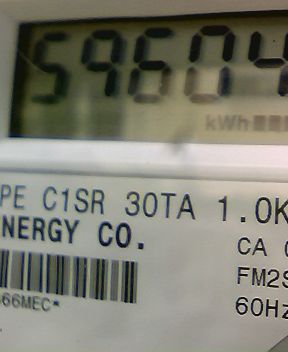 59604
kWh
PE C1SR 30TA 1.0K
NERGY CO.
CA
FM2S
66MEC*
60Hz